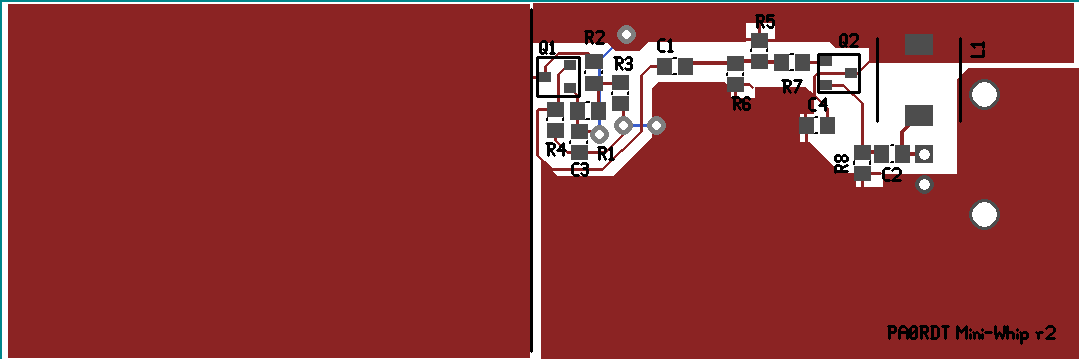 R5
Q1
R2
C1
Q2
L1
R3
R7
R6
C4
R4
R1
C3
R8
C2
PA0RDT Mini-Whip r2